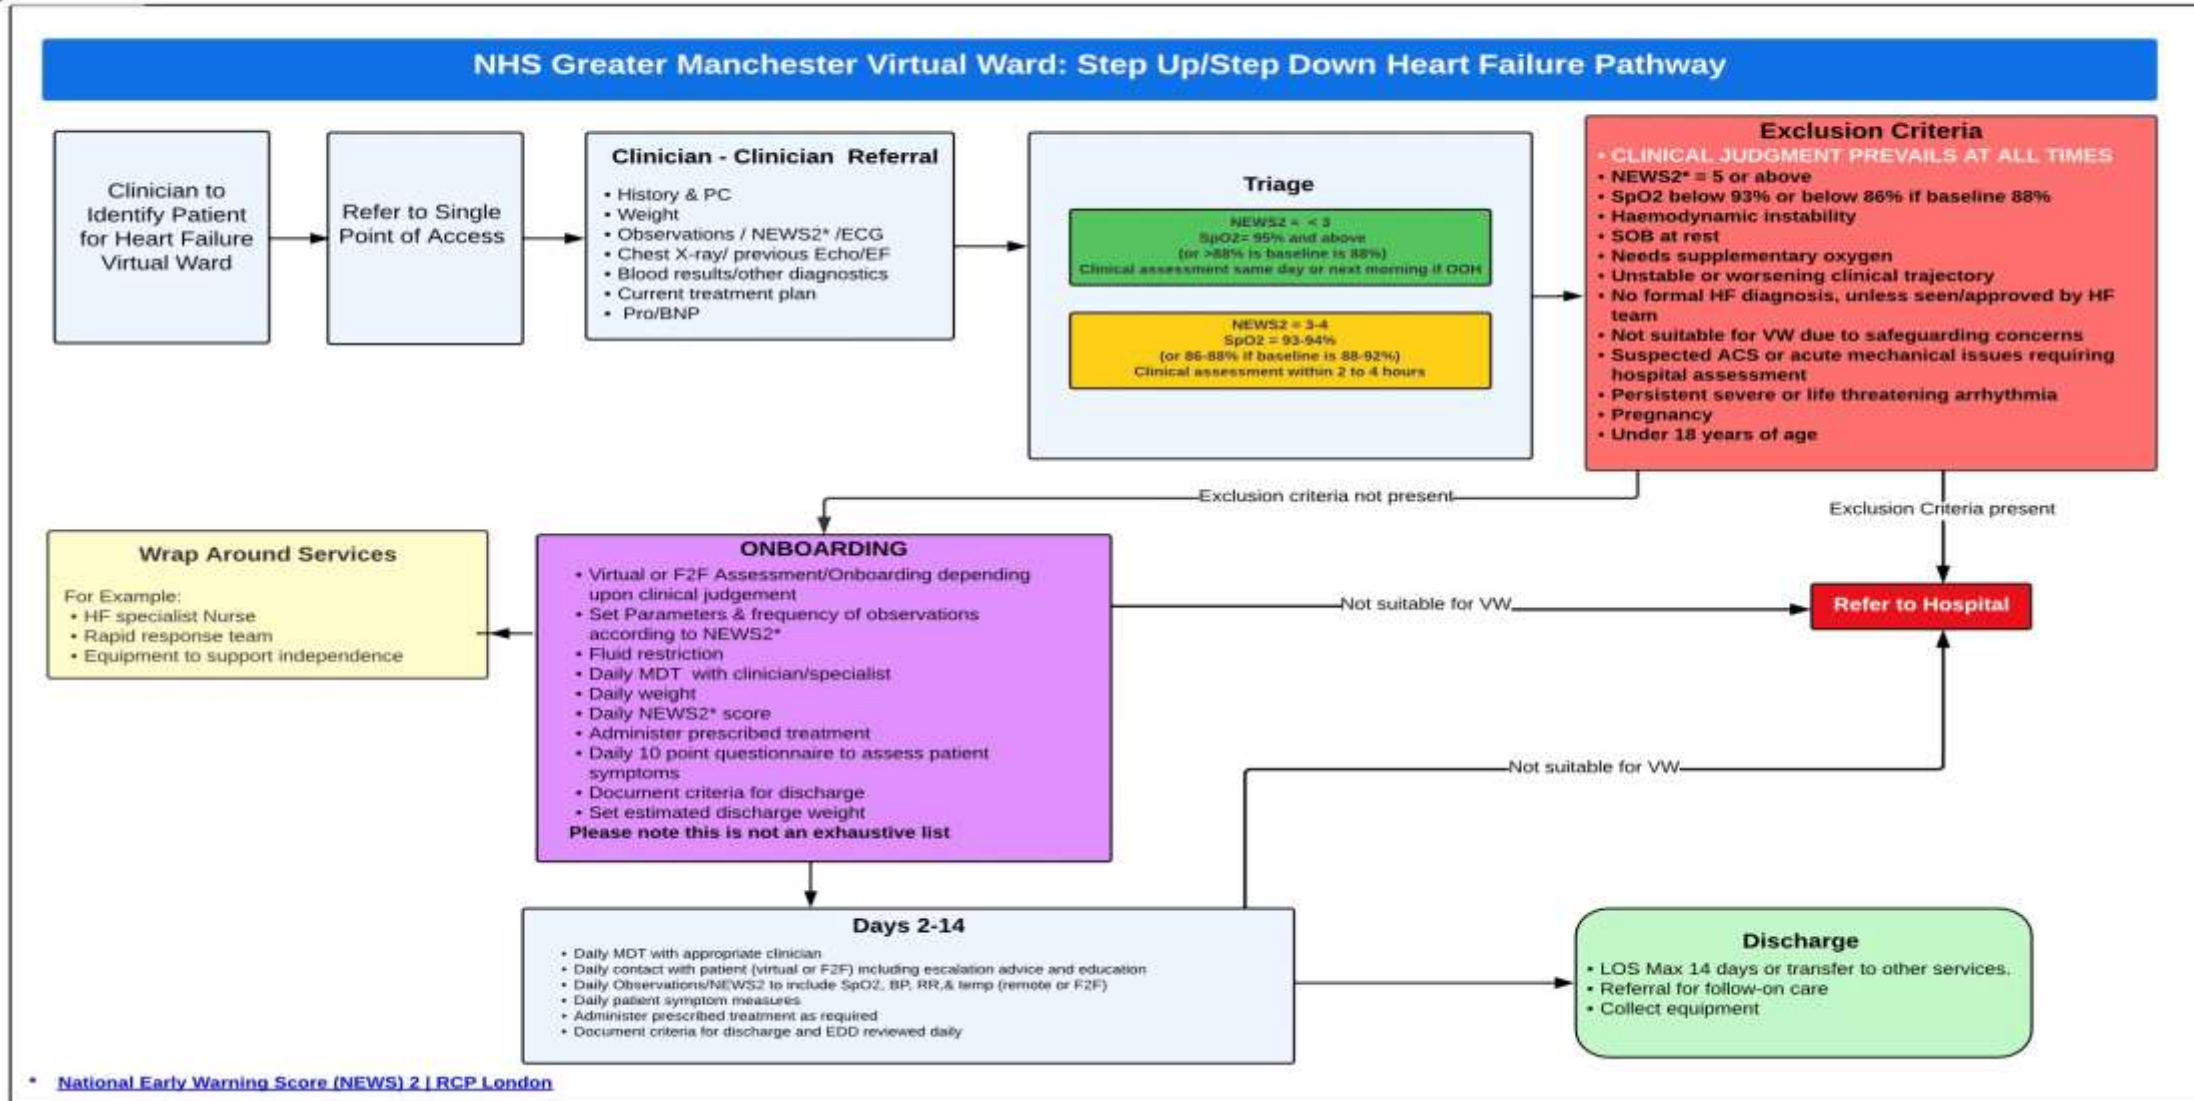 NHS Greater Manchester Virtual Ward: Step Up/Step Down Heart Failure Pathway
Clinician to
Identify Patient
for Heart Failure
Virtual Ward
Refer to Single
Point of Access
Clinician - Clinician Referral
• History & PC
• Weight
• Observations / NEWS2* /ECG
• Chest X-ray/ previous Echo/EF
• Blood results/other diagnostics
• Current treatment plan
• Pro/BNP
Triage
NEWS2 = < 3
SpO2= 95% and above
(or >88% is baseline is 88%)
Clinical assessment same day or next morning if OOH
NEWS2 = 3-4
SpO2 = 93-94%
(or 86-88% if baseline is 88-92%)
Clinical assessment within 2 to 4 hours
Exclusion Criteria
• CLINICAL JUDGMENT PREVAILS AT ALL TIMES
• NEWS2* = 5 or above
• SpO2 below 93% or below 86% if baseline 88%
• Haemodynamic instability
• SOB at rest
• Needs supplementary oxygen
• Unstable or worsening clinical trajectory
• No formal HF diagnosis, unless seen/approved by HF
team
• Not suitable for VW due to safeguarding concerns
• Suspected ACS or acute mechanical issues requiring
hospital assessment
• Persistent severe or life threatening arrhythmia
• Pregnancy
• Under 18 years of age
Exclusion criteria not present
Exclusion Criteria present
Wrap Around Services
For Example:
• HF specialist Nurse
• Rapid response team
• Equipment to support independence
ONBOARDING
• Virtual or F2F Assessment/Onboarding depending
upon clinical judgement
• Set Parameters & frequency of observations
according to NEWS2*
• Fluid restriction
• Daily MDT with clinician/specialist
• Daily weight
• Daily NEWS2* score
• Administer prescribed treatment
• Daily 10 point questionnaire to assess patient
symptoms
• Document criteria for discharge
• Set estimated discharge weight
Please note this is not an exhaustive list
Not suitable for VW
Refer to Hospital
Not suitable for VW
Days 2-14
• Daily MDT with appropriate clinician
• Daily contact with patient (virtual or F2F) including escalation advice and education
• Daily Observations/NEWS2 to include SpO2, BP, RR,& temp (remote or F2F)
• Daily patient symptom measures
• Administer prescribed treatment as required
• Document criteria for discharge and EDD reviewed daily
Discharge
• LOS Max 14 days or transfer to other services.
• Referral for follow-on care
• Collect equipment
* National Early Warning Score (NEWS) 2 | RCP London